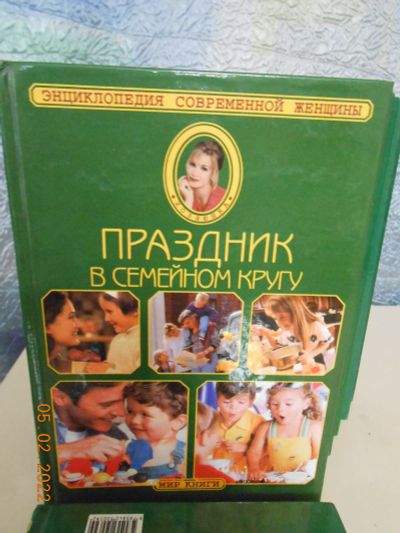 ЭНЦИКЛОПЕДИЯ СОВРЕМЕННОЙ ЖЕНЩИНЫ
ПРАЗДНИК
В СЕМЕЙНОМ КРУГУ
МИР КНИГИ
05.02.2022